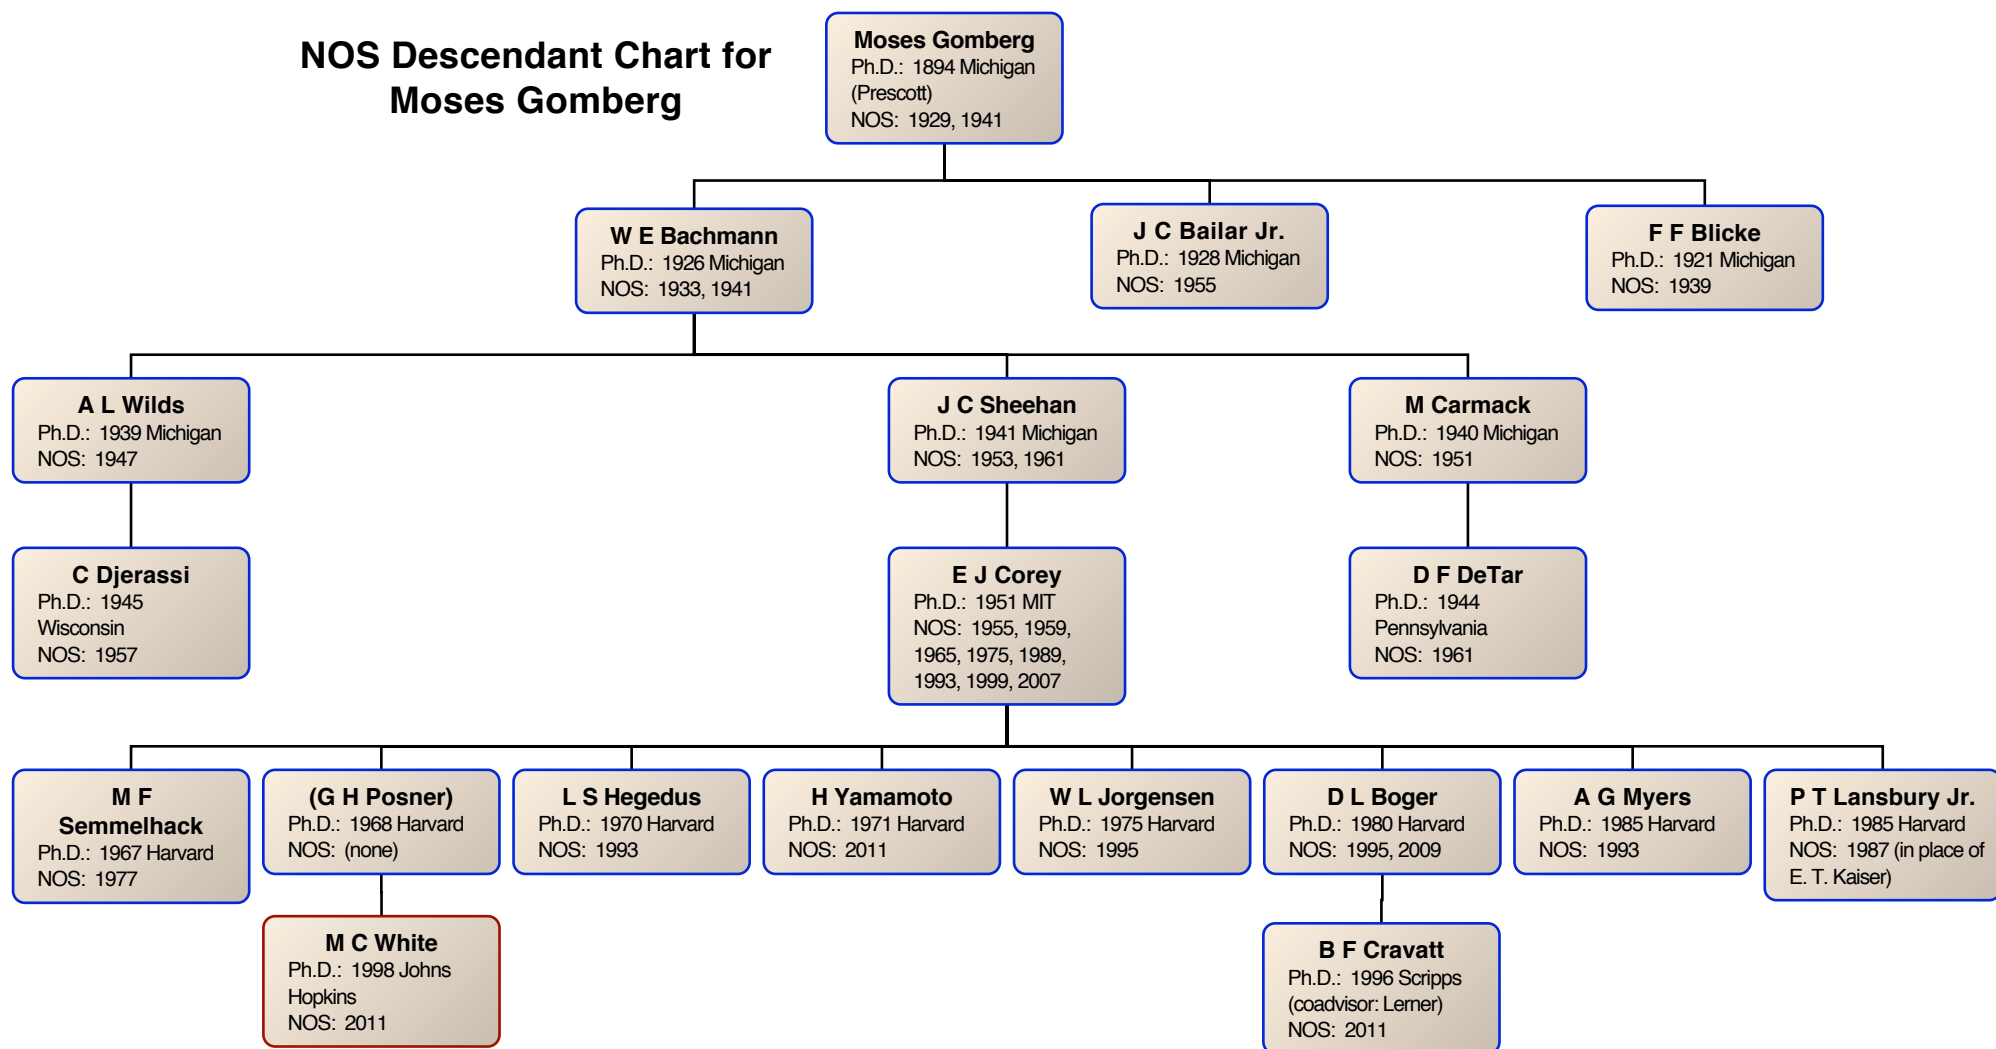 NOS Descendant Chart for
Moses Gomberg
Moses Gomberg
Ph.D.: 1894 Michigan
(Prescott)
NOS: 1929, 1941
W E Bachmann
Ph.D.: 1926 Michigan
NOS: 1933, 1941
J C Bailar Jr.
Ph.D.: 1928 Michigan
NOS: 1955
F F Blicke
Ph.D.: 1921 Michigan
NOS: 1939
A L Wilds
Ph.D.: 1939 Michigan
NOS: 1947
J C Sheehan
Ph.D.: 1941 Michigan
NOS: 1953, 1961
M Carmack
Ph.D.: 1940 Michigan
NOS: 1951
C Djerassi
Ph.D.: 1945
Wisconsin
NOS: 1957
E J Corey
Ph.D.: 1951 MIT
NOS: 1955, 1959,
1965, 1975, 1989,
1993, 1999, 2007
D F DeTar
Ph.D.: 1944
Pennsylvania
NOS: 1961
M F
Semmelhack
Ph.D.: 1967 Harvard
NOS: 1977
(G H Posner)
Ph.D.: 1968 Harvard
NOS: (none)
L S Hegedus
Ph.D.: 1970 Harvard
NOS: 1993
H Yamamoto
Ph.D.: 1971 Harvard
NOS: 2011
W L Jorgensen
Ph.D.: 1975 Harvard
NOS: 1995
D L Boger
Ph.D.: 1980 Harvard
NOS: 1995, 2009
A G Myers
Ph.D.: 1985 Harvard
NOS: 1993
P T Lansbury Jr.
Ph.D.: 1985 Harvard
NOS: 1987 (in place of
E. T. Kaiser)
M C White
Ph.D.: 1998 Johns
Hopkins
NOS: 2011
B F Cravatt
Ph.D.: 1996 Scripps
(coadvisor: Lerner)
NOS: 2011